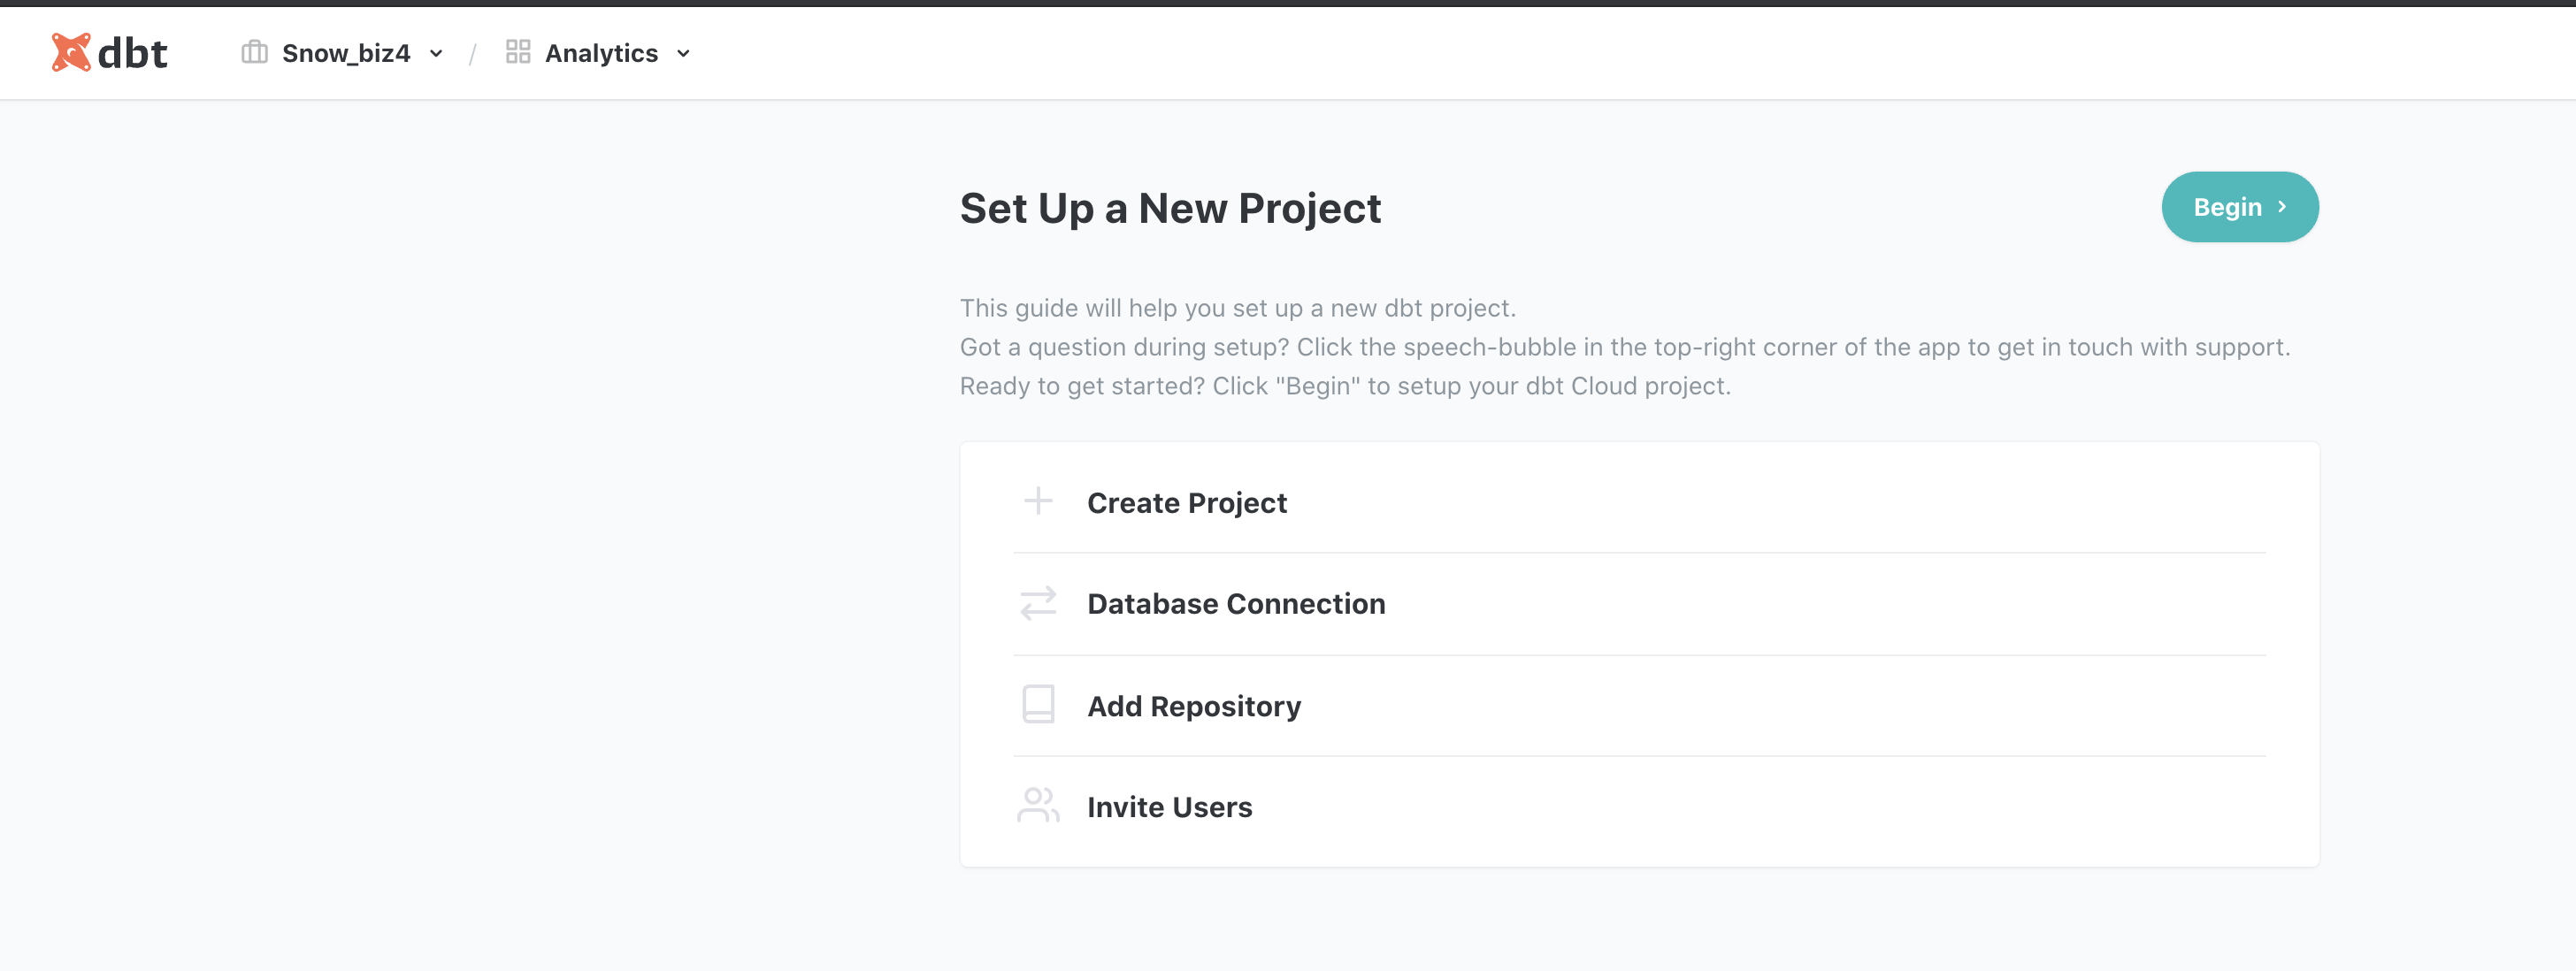 dbt Snow_biz4 / Analytics
Set Up a New Project
Begin
This guide will help you set up a new dbt project.
Got a question during setup? Click the speech-bubble in the top-right corner of the app to get in touch with support.
Ready to get started? Click "Begin" to setup your dbt Cloud project.
Create Project
Database Connection
Add Repository
Invite Users